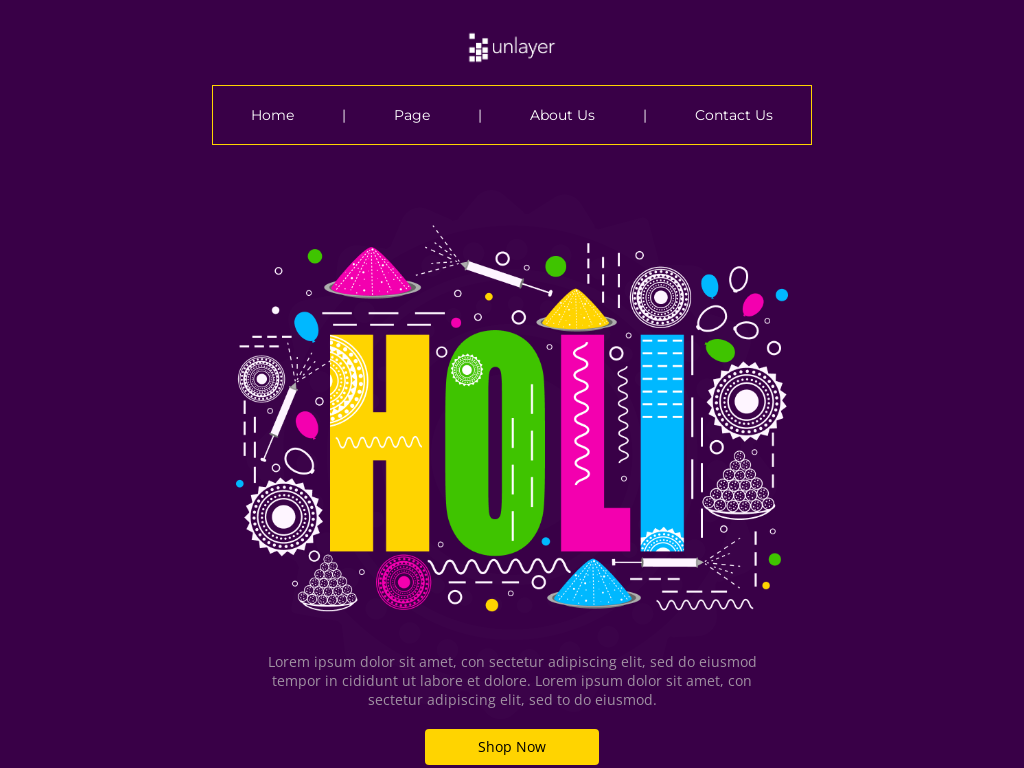 unlayer
Home | Page | About Us | Contact Us
HOLI
Lorem ipsum dolor sit amet, con sectetur adipiscing elit, sed do eiusmod
tempor in cididunt ut labore et dolore. Lorem ipsum dolor sit amet, con
sectetur adipiscing elit, sed to do eiusmod.
Shop Now